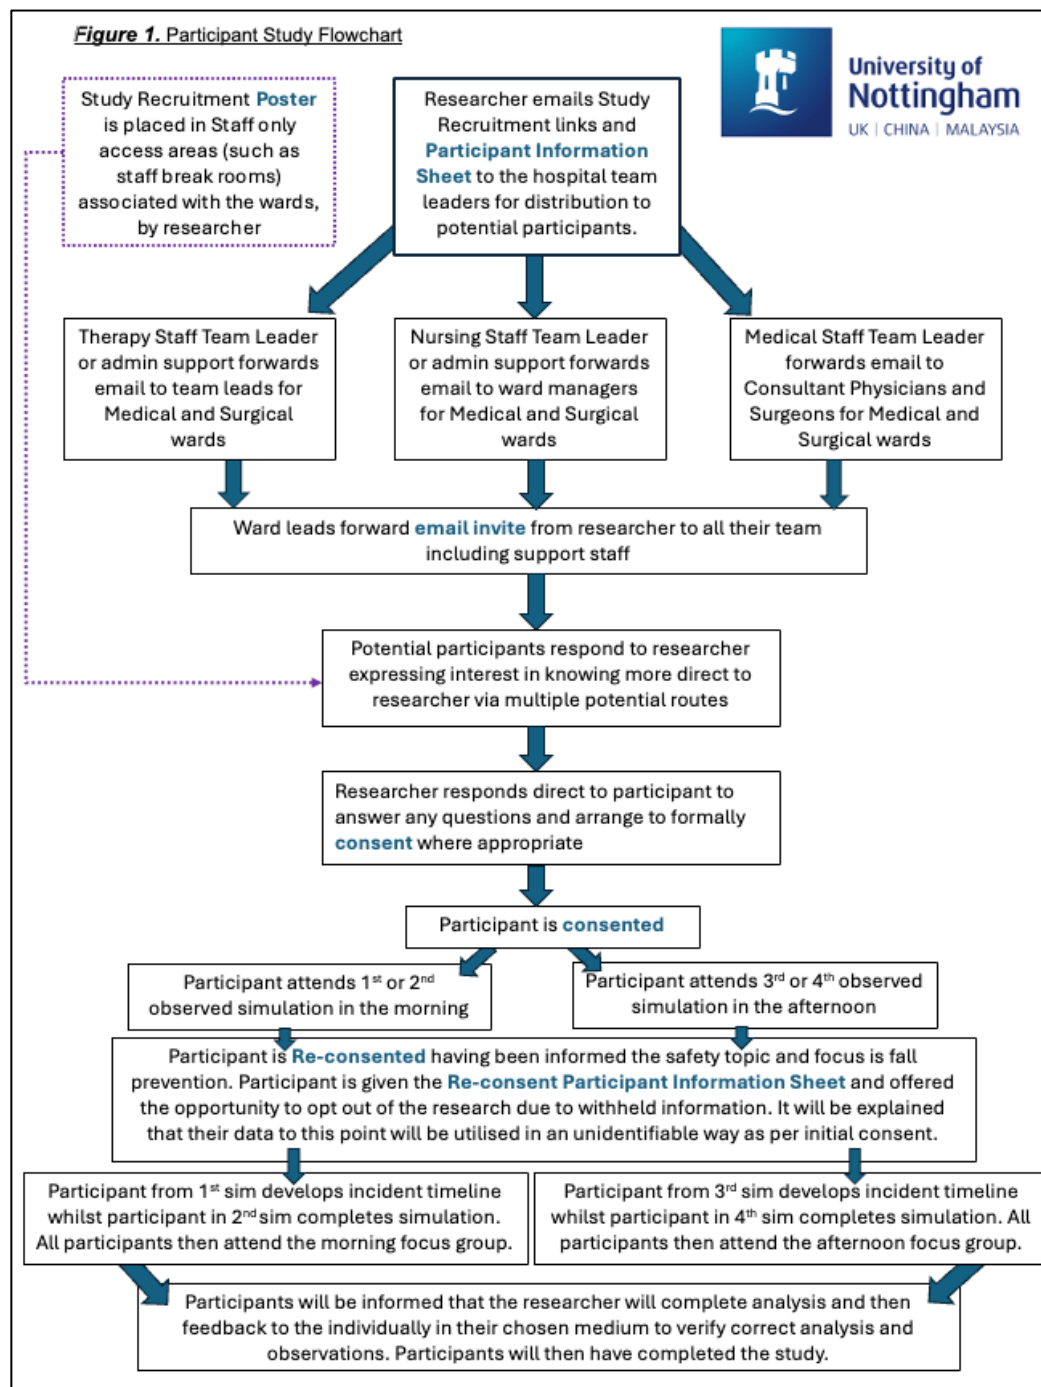 Figure 1. Participant Study Flowchart
University of
Nottingham
UK | CHINA | MALAYSIA
Study Recruitment Poster
is placed in Staff only
access areas (such as
staff break rooms)
associated with the wards,
by researcher
Researcher emails Study
Recruitment links and
Participant Information
Sheet to the hospital team
leaders for distribution to
potential participants.
Therapy Staff Team Leader
or admin support forwards
email to team leads for
Medical and Surgical
wards
Nursing Staff Team Leader
or admin support forwards
email to ward managers
for Medical and Surgical
wards
Medical Staff Team Leader
forwards email to
Consultant Physicians and
Surgeons for Medical and
Surgical wards
Ward leads forward email invite from researcher to all their team
including support staff
Potential participants respond to researcher
expressing interest in knowing more direct to
researcher via multiple potential routes
Researcher responds direct to participant to
answer any questions and arrange to formally
consent where appropriate
Participant is consented
Participant attends 1st or 2nd
observed simulation in the morning
Participant attends 3rd or 4th observed
simulation in the afternoon
Participant is Re-consented having been informed the safety topic and focus is fall
prevention. Participant is given the Re-consent Participant Information Sheet and offered
the opportunity to opt out of the research due to withheld information. It will be explained
that their data to this point will be utilised in an unidentifiable way as per initial consent.
Participant from 1st sim develops incident timeline
whilst participant in 2nd sim completes simulation.
All participants then attend the morning focus group.
Participant from 3rd sim develops incident timeline
whilst participant in 4th sim completes simulation. All
participants then attend the afternoon focus group.
Participants will be informed that the researcher will complete analysis and then
feedback to the individually in their chosen medium to verify correct analysis and
observations. Participants will then have completed the study.